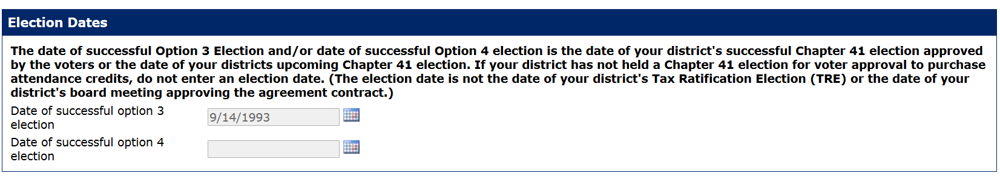 Election Dates
The date of successful Option 3 Election and/or date of successful Option 4 election is the date of your district's successful Chapter 41 election approved
by the voters or the date of your districts upcoming Chapter 41 election. If your district has not held a Chapter 41 election for voter approval to purchase
attendance credits, do not enter an election date. (The election date is not the date of your district's Tax Ratification Election (TRE) or the date of your
district's board meeting approving the agreement contract.)
Date of successful option 3
election
9/14/1993
Date of successful option 4
election